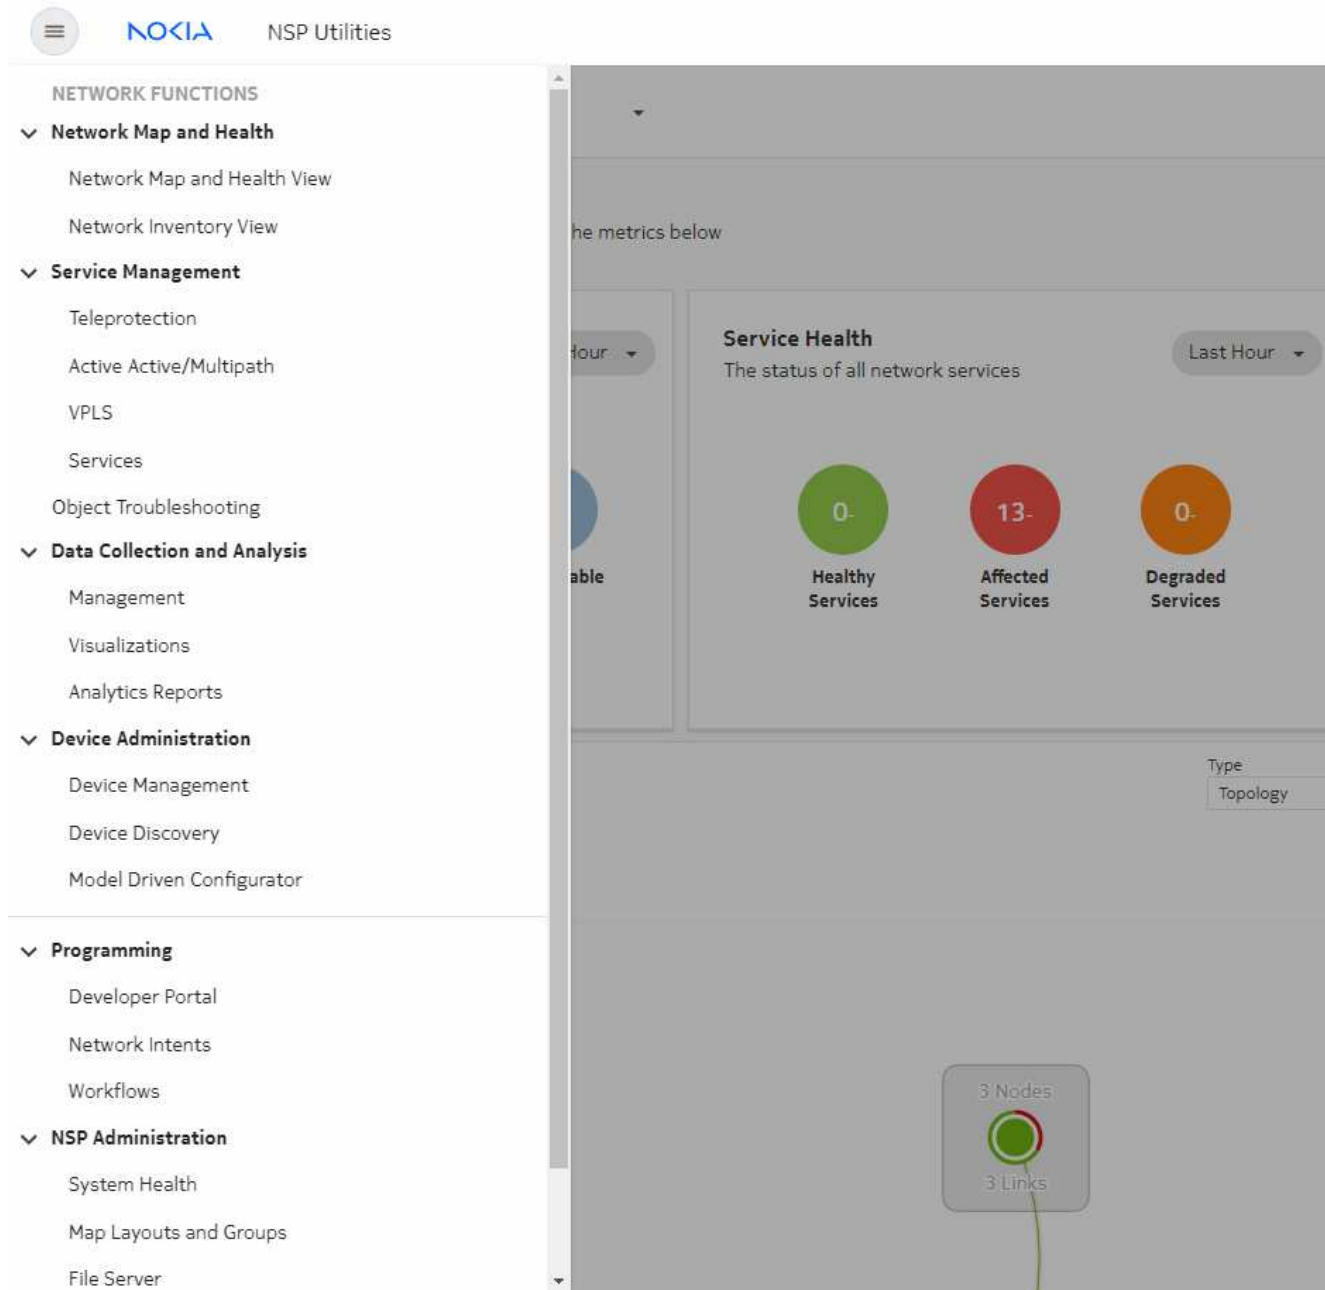 NOKIA NSP Utilities
NETWORK FUNCTIONS
Network Map and Health
Network Map and Health View
Network Inventory View
Service Management
Teleprotection
Active Active/Multipath
VPLS
Services
Object Troubleshooting
Data Collection and Analysis
Management
Visualizations
Analytics Reports
Device Administration
Device Management
Device Discovery
Model Driven Configurator
Programming
Developer Portal
Network Intents
Workflows
NSP Administration
System Health
Map Layouts and Groups
File Server
he metrics below
Hour
able
Service Health
The status of all network services
Last Hour
0- 13- 0-
Healthy Affected Degraded
Services Services Services
Type
Topology
3 Nodes
3 Links